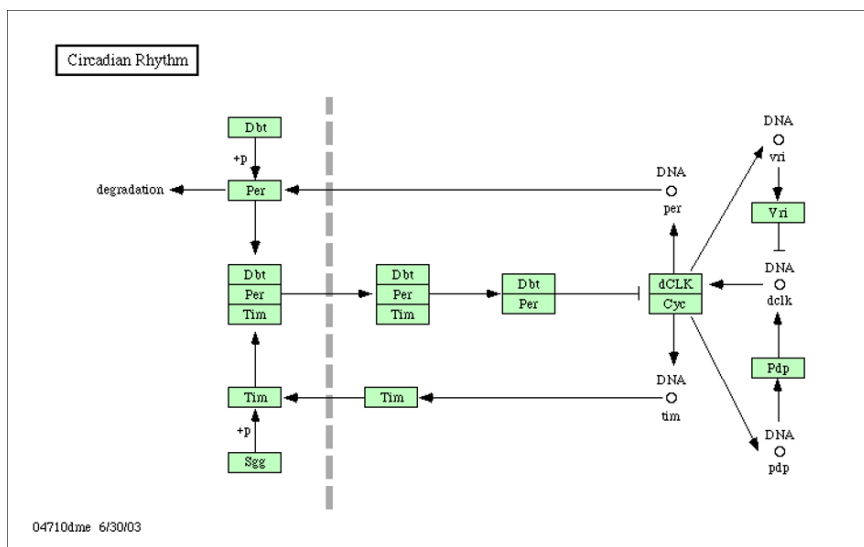 Circadian Rhythm
Dbt
+p
degradation
Per
DNA
per
DNA
vri
Vri
Dbt
Per
Tim
Dbt
Per
Tim
Dbt
Per
dCLK
Cyc
DNA
dclk
Pdp
Tim
Tim
DNA
tim
+p
Sgg
DNA
pdp
04710dme 6/30/03